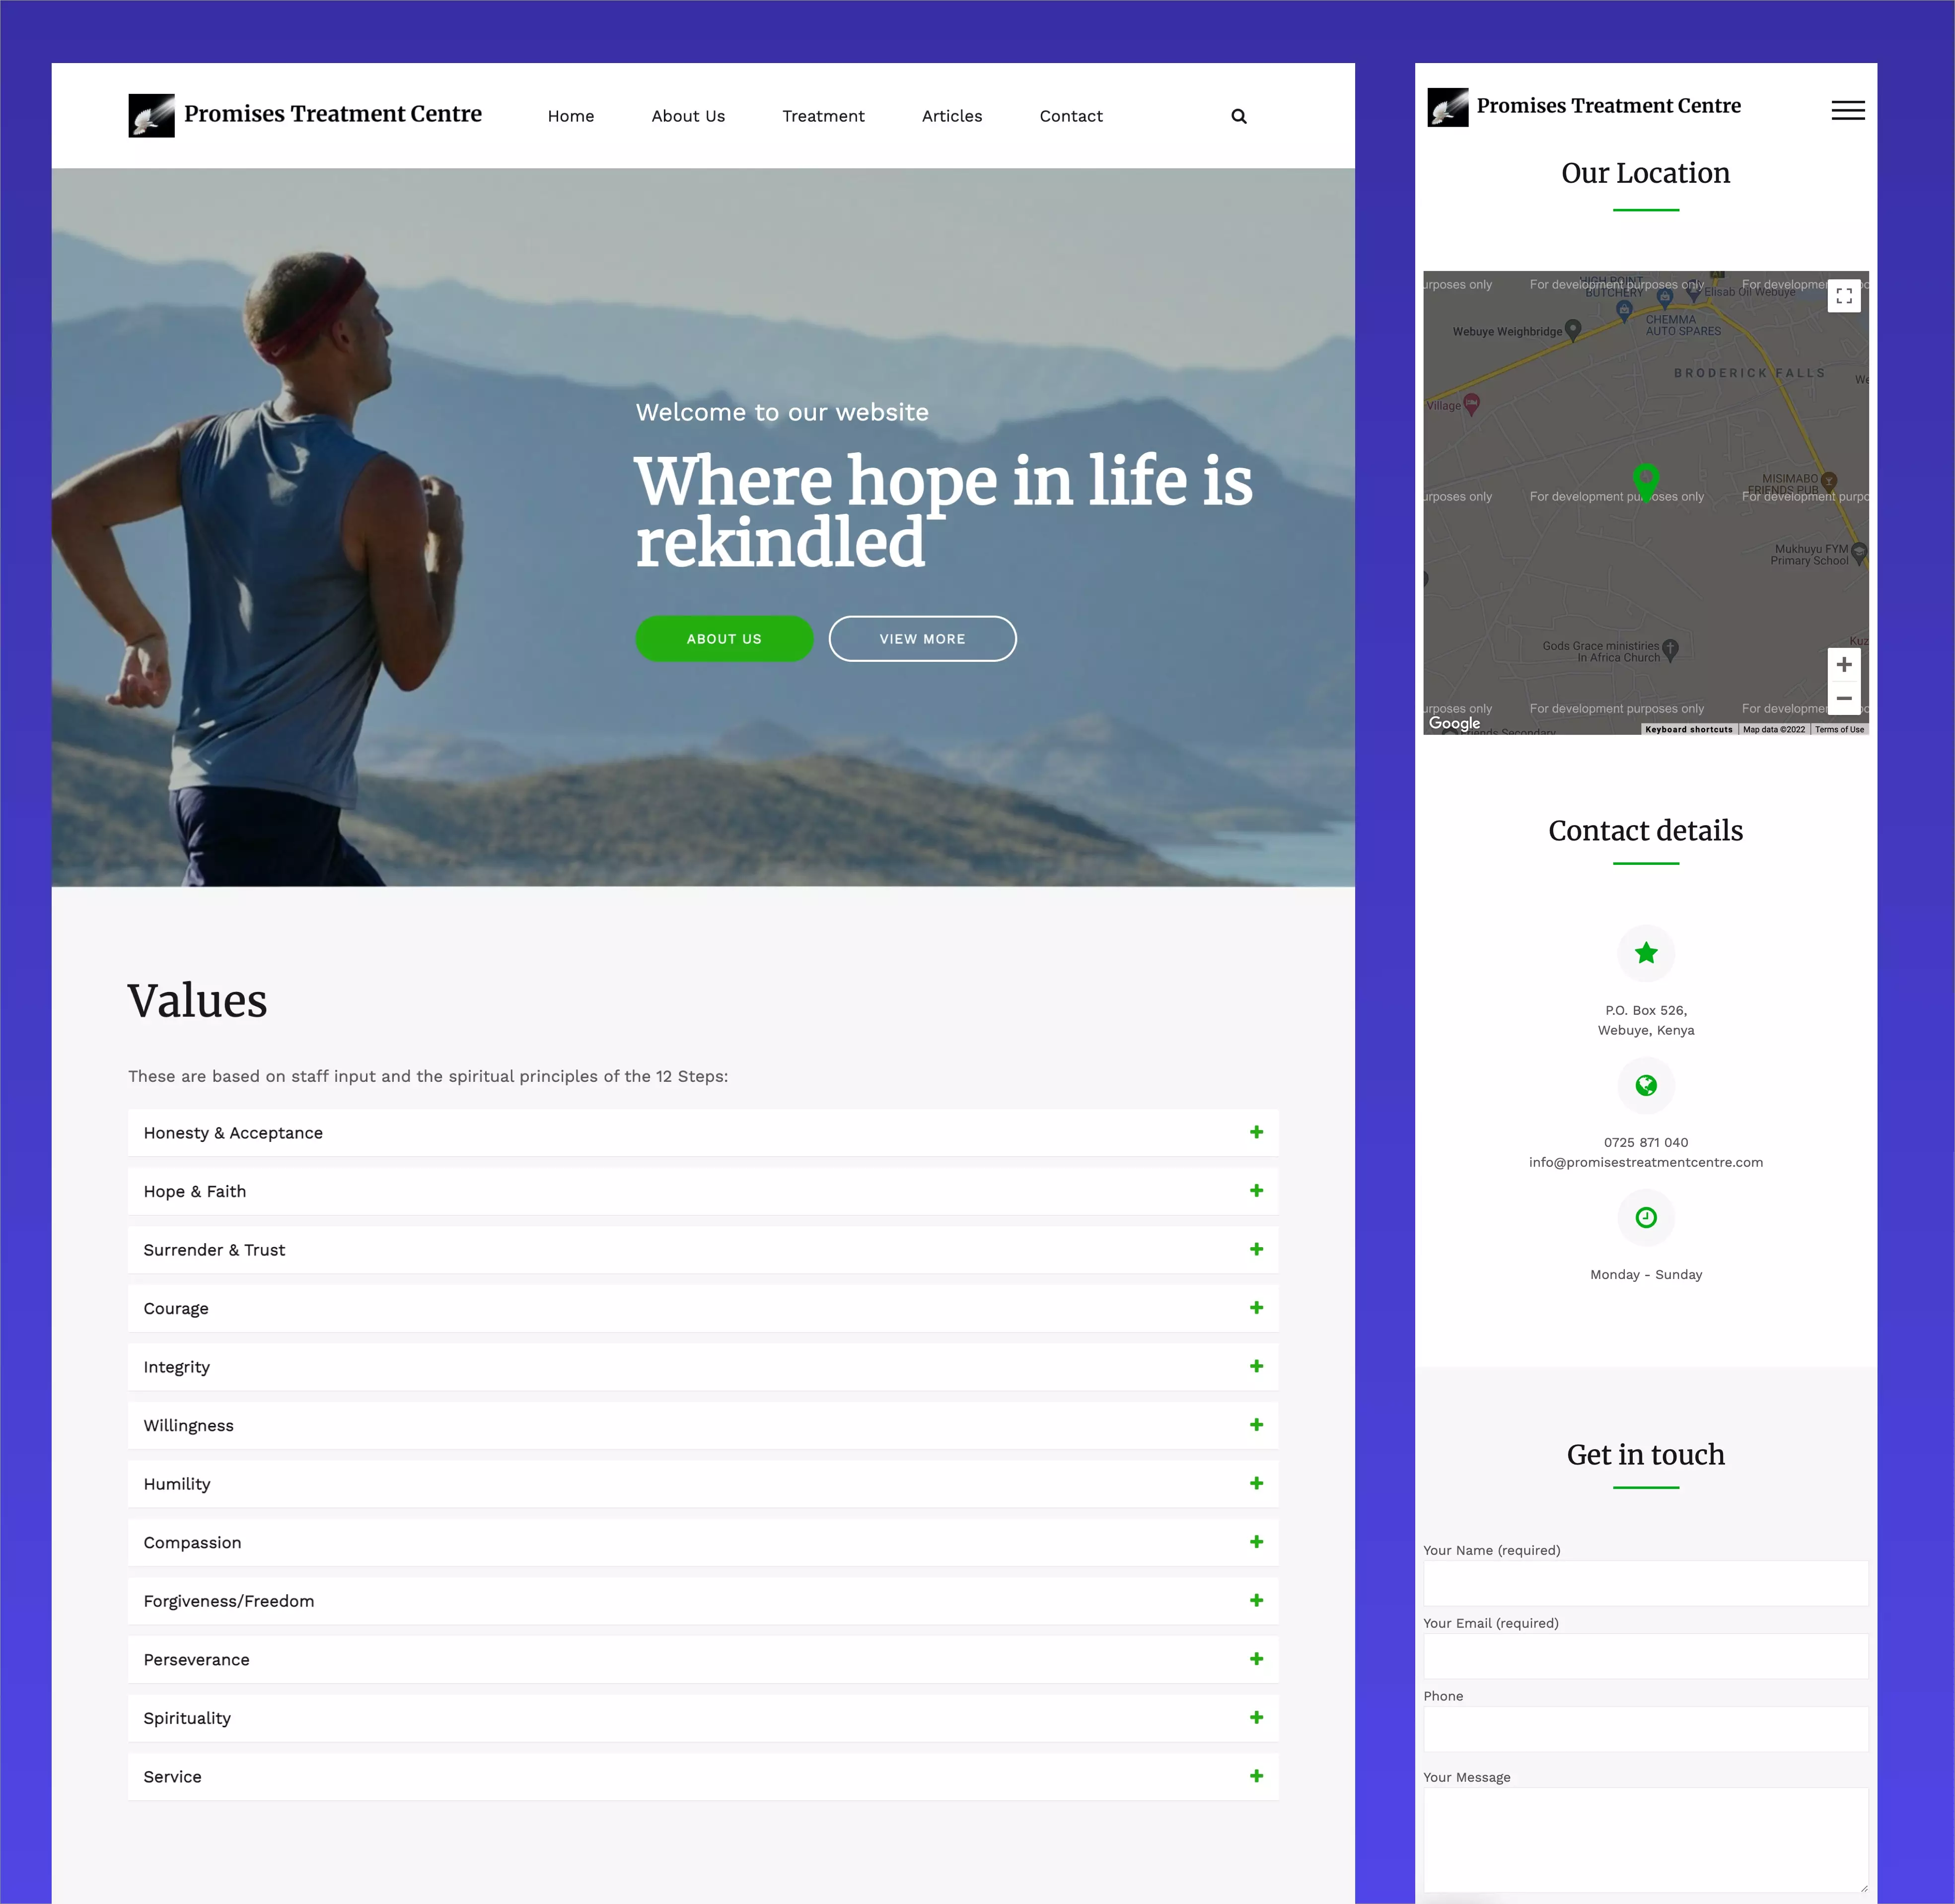 Promises Treatment Centre
Home
About Us
Treatment
Articles
Contact
Welcome to our website
Where hope in life is
rekindled
ABOUT US
VIEW MORE
Values
These are based on staff input and the spiritual principles of the 12 Steps:
Honesty & Acceptance
Hope & Faith
Surrender & Trust
Courage
Integrity
Willingness
Humility
Compassion
Forgiveness/Freedom
Perseverance
Spirituality
Service
Promises Treatment Centre
Our Location
HIGH POINT
BUTCHERY
urposes only
For development purposes only
Elisab Oil Webuye
CHEMMA
AUTO SPARES
Webuye Weighbridge
BRODERICK FALLS
We
Village
MISIMABO
FRIENDS PUB
urposes only
For development purposes only
For development purpo
Mukhuyu FYM
Primary School
Gods Grace ministiries
In Africa Church
Kuz
urposes only
For development purposes only
Google
Friends Secondary
Keyboard shortcuts
Map data ©2022
Terms of Use
Contact details
P.O. Box 526,
Webuye, Kenya
0725 871 040
info@promisestreatmentcentre.com
Monday - Sunday
Get in touch
Your Name (required)
Your Email (required)
Phone
Your Message